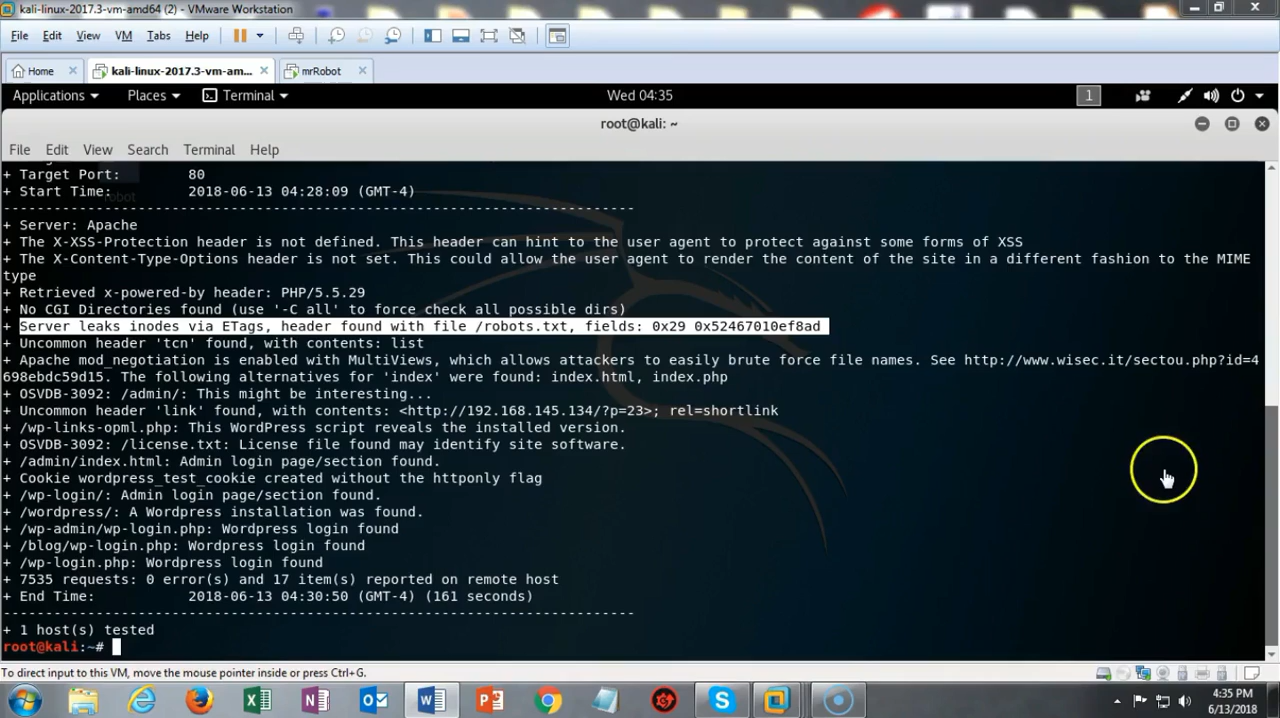 kali-linux-2017.3-vm-amd64 (2) - VMware Workstation
File Edit View VM Tabs Help
Home kali-linux-2017.3-vm-am... mrRobot
Applications Places Terminal Wed 04:35 1
root@kali: ~
File Edit View Search Terminal Help
+ Target Port: 80
+ Start Time: 2018-06-13 04:28:09 (GMT-4)
---------------------------------------------------------------------------
+ Server: Apache
+ The X-XSS-Protection header is not defined. This header can hint to the user agent to protect against some forms of XSS
+ The X-Content-Type-Options header is not set. This could allow the user agent to render the content of the site in a different fashion to the MIME
type
+ Retrieved x-powered-by header: PHP/5.5.29
+ No CGI Directories found (use '-C all' to force check all possible dirs)
+ Server leaks inodes via ETags, header found with file /robots.txt, fields: 0x29 0x52467010ef8ad
+ Uncommon header 'tcn' found, with contents: list
+ Apache mod_negotiation is enabled with MultiViews, which allows attackers to easily brute force file names. See http://www.wisec.it/sectou.php?id=4
698ebdc59d15. The following alternatives for 'index' were found: index.html, index.php
+ OSVDB-3092: /admin/: This might be interesting...
+ Uncommon header 'link' found, with contents: <http://192.168.145.134/?p=23>; rel=shortlink
+ /wp-links-opml.php: This WordPress script reveals the installed version.
+ OSVDB-3092: /license.txt: License file found may identify site software.
+ /admin/index.html: Admin login page/section found.
+ Cookie wordpress_test_cookie created without the httponly flag
+ /wp-login/: Admin login page/section found.
+ /wordpress/: A Wordpress installation was found.
+ /wp-admin/wp-login.php: Wordpress login found
+ /blog/wp-login.php: Wordpress login found
+ /wp-login.php: Wordpress login found
+ 7535 requests: 0 error(s) and 17 item(s) reported on remote host
+ End Time: 2018-06-13 04:30:50 (GMT-4) (161 seconds)
---------------------------------------------------------------------------
+ 1 host(s) tested
root@kali:~#
To direct input to this VM, move the mouse pointer inside or press Ctrl+G.
4:35 PM
6/13/2018